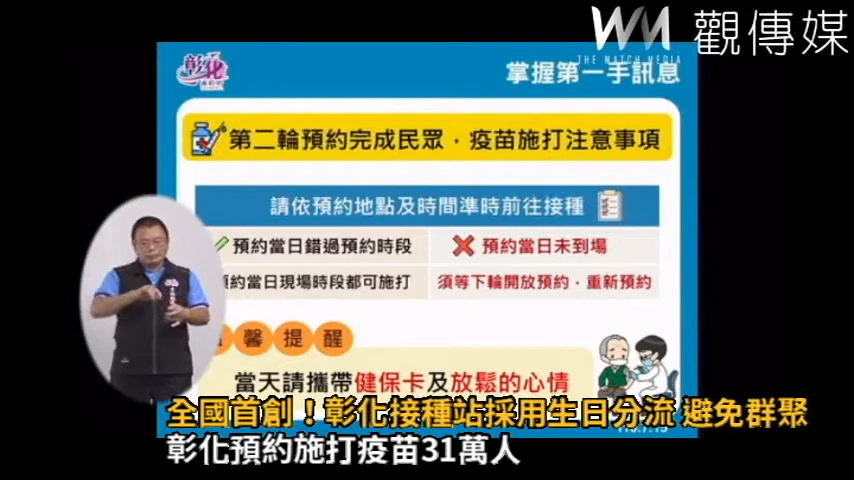 WM 觀傳媒
THE WATCH MEDIA
彰化
掌握第一手訊息
第二輪預約完成民眾，疫苗施打注意事項
請依預約地點及時間準時前往接種
預約當日錯過預約時段
預約當日未到場
預約當日現場時段都可施打
須等下輪開放預約，重新預約
馨提醒
當天請攜帶健保卡及放鬆的心情
全國首創！彰化接種站採用生日分流 避免群聚
彰化預約施打疫苗31萬人